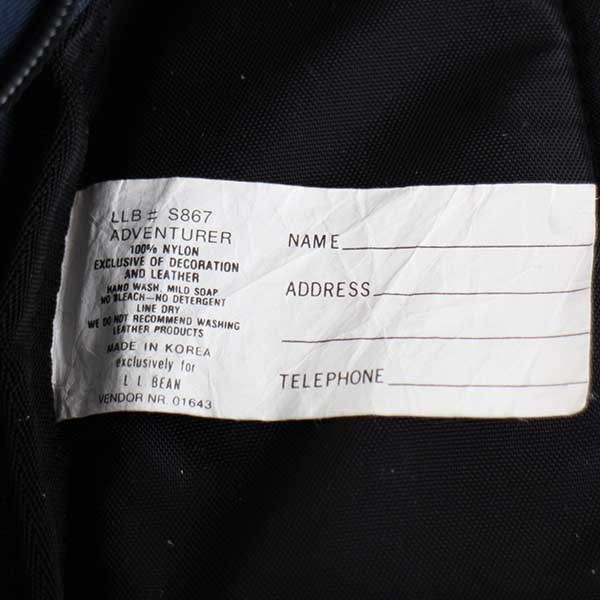 LLB # S867
ADVENTURER
100% NYLON
EXCLUSIVE OF DECORATION
AND LEATHER
HAND WASH, MILD SOAP
NO BLEACH—NO DETERGENT
LINE DRY
WE DO NOT RECOMMEND WASHING
LEATHER PRODUCTS
MADE IN KOREA
exclusively for
L L BEAN
VENDOR NR 01643
NAME
ADDRESS
TELEPHONE